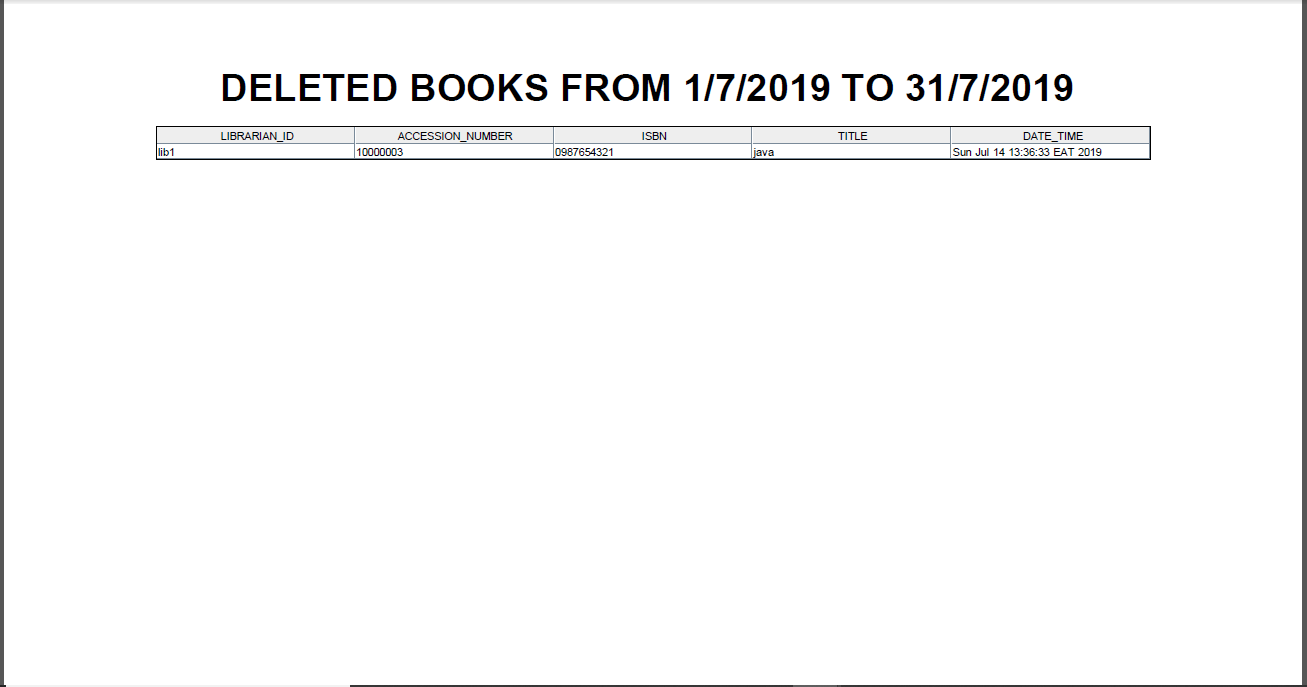 DELETED BOOKS FROM 1/7/2019 TO 31/7/2019
LIBRARIAN_ID ACCESSION_NUMBER ISBN TITLE DATE_TIME
lib1 10000003 0987654321 java Sun Jul 14 13:36:33 EAT 2019